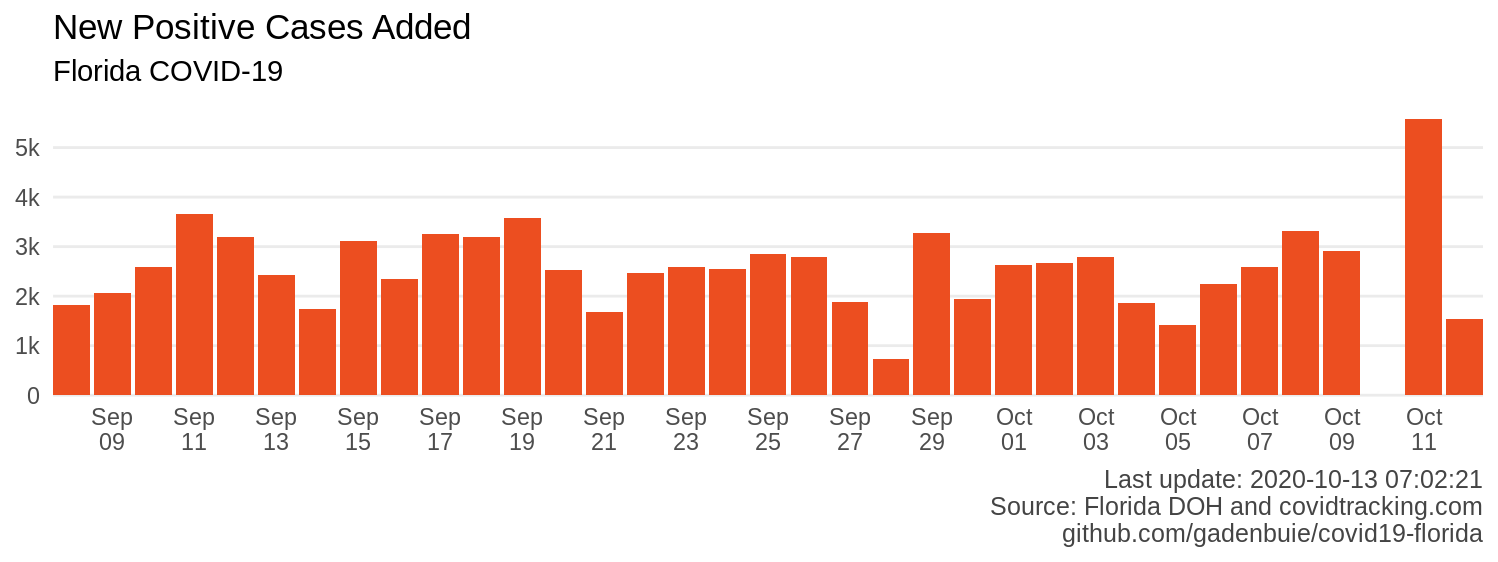 New Positive Cases Added
Florida COVID-19
5k
4k
3k
2k
1k
0
Sep Sep Sep Sep Sep Sep Sep Sep Sep Sep Sep Oct Oct Oct Oct Oct Oct
09 11 13 15 17 19 21 23 25 27 29 01 03 05 07 09 11
Last update: 2020-10-13 07:02:21
Source: Florida DOH and covidtracking.com
github.com/gadenbuie/covid19-florida